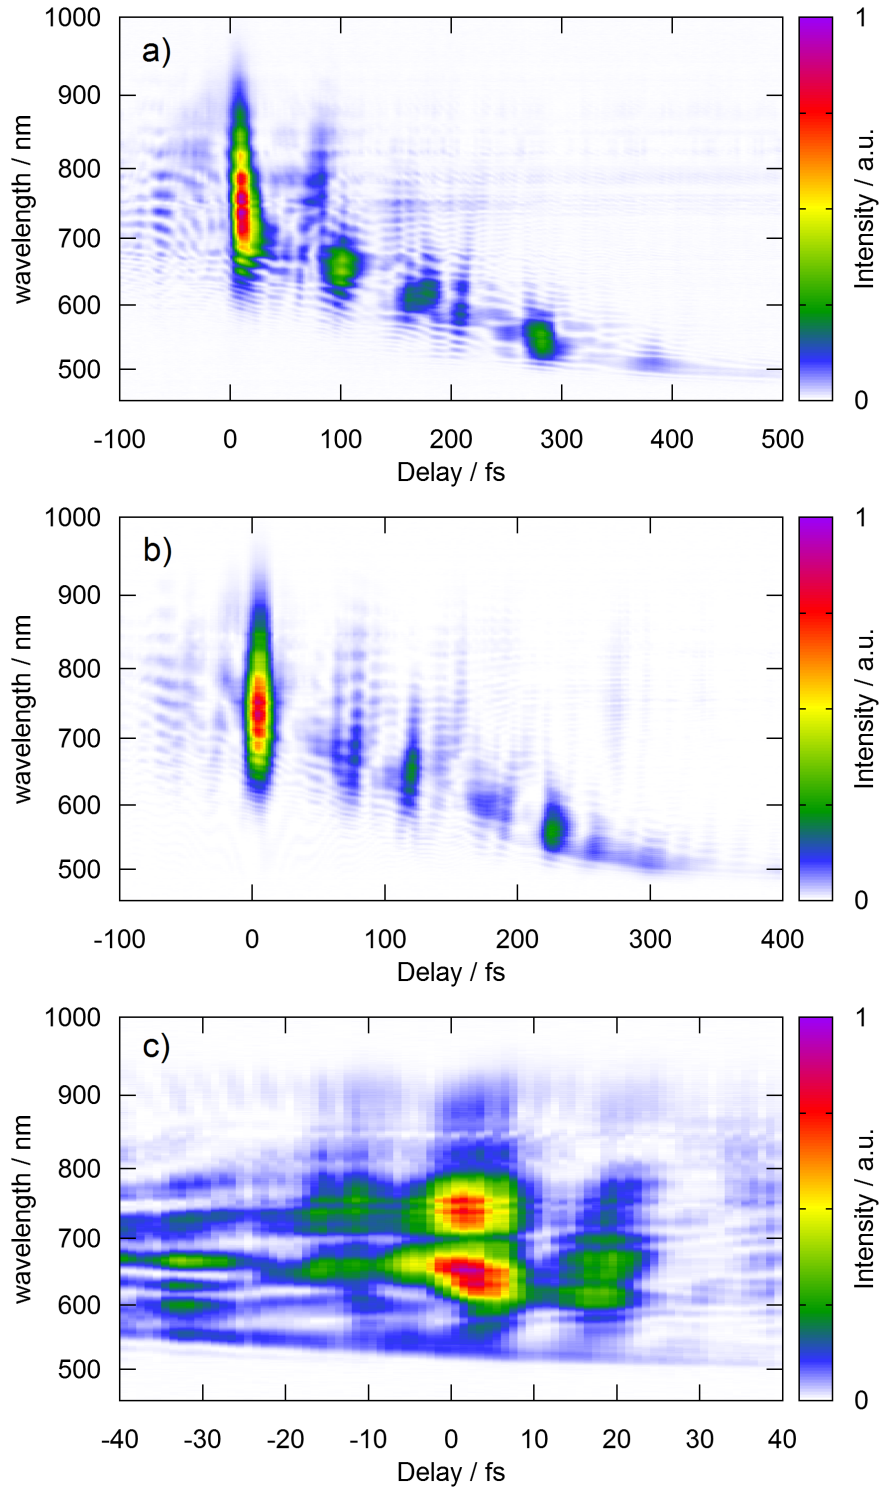 a)
1000
900
800
700
600
500
wavelength / nm
-100 0 100 200 300 400 500
Delay / fs
1
0
Intensity / a.u.
b)
1000
900
800
700
600
500
wavelength / nm
-100 0 100 200 300 400
Delay / fs
1
0
Intensity / a.u.
c)
1000
900
800
700
600
500
wavelength / nm
-40 -30 -20 -10 0 10 20 30 40
Delay / fs
1
0
Intensity / a.u.